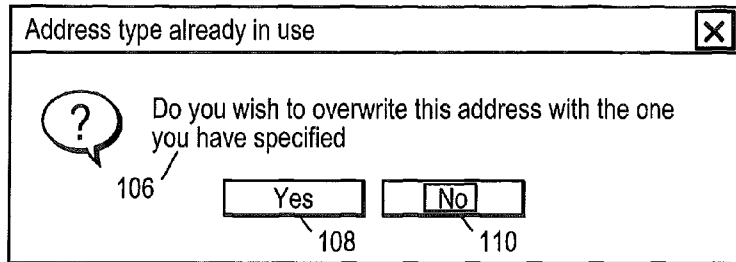 Address type already in use
?
Do you wish to overwrite this address with the one
you have specified
106
Yes
No
108
110